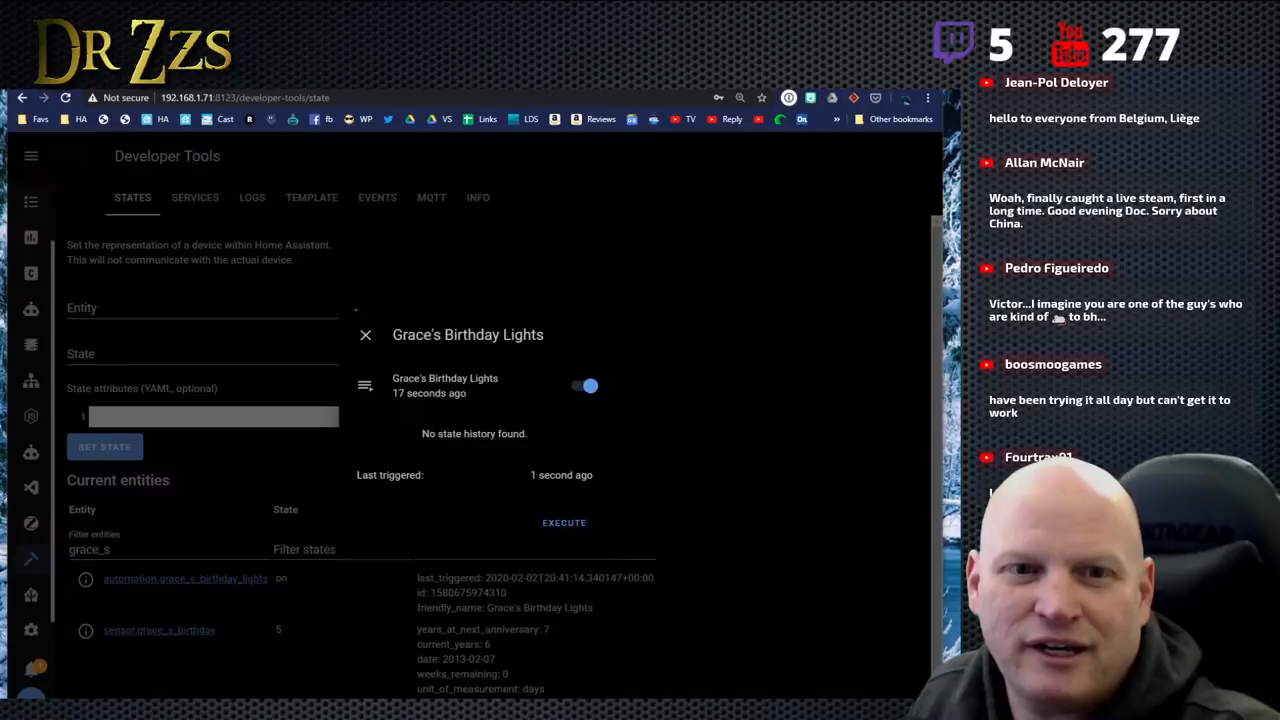 DR ZZS
5
You Tube
277
Not secure
192.168.1.71:8123/developer-tools/state
Favs
HA
HA
Cast
R
fb
WP
VS
Links
LDS
Reviews
TV
Reply
On
»
Other bookmarks
Developer Tools
STATES
SERVICES
LOGS
TEMPLATE
EVENTS
MQTT
INFO
Set the representation of a device within Home Assistant.
This will not communicate with the actual device.
Entity
State
State attributes (YAML, optional)
1
SET STATE
Current entities
Entity
State
Filter entities
grace_s
Filter states
automation.grace_s_birthday_lights
on
last_triggered: 2020-02-02T20:41:14.340147+00:00
id: 1580675974310
friendly_name: Grace's Birthday Lights
sensor.grace_s_birthday
5
years_at_next_anniversary: 7
current_years: 6
date: 2013-02-07
weeks_remaining: 0
unit_of_measurement: days
Grace's Birthday Lights
Grace's Birthday Lights
17 seconds ago
No state history found.
Last triggered:
1 second ago
EXECUTE
Jean-Pol Deloyer
hello to everyone from Belgium, Liège
Allan McNair
Woah, finally caught a live steam, first in a
long time. Good evening Doc. Sorry about
China.
Pedro Figueiredo
Victor...I imagine you are one of the guy's who
are kind of to bh...
boosmoogames
have been trying it all day but can't get it to
work